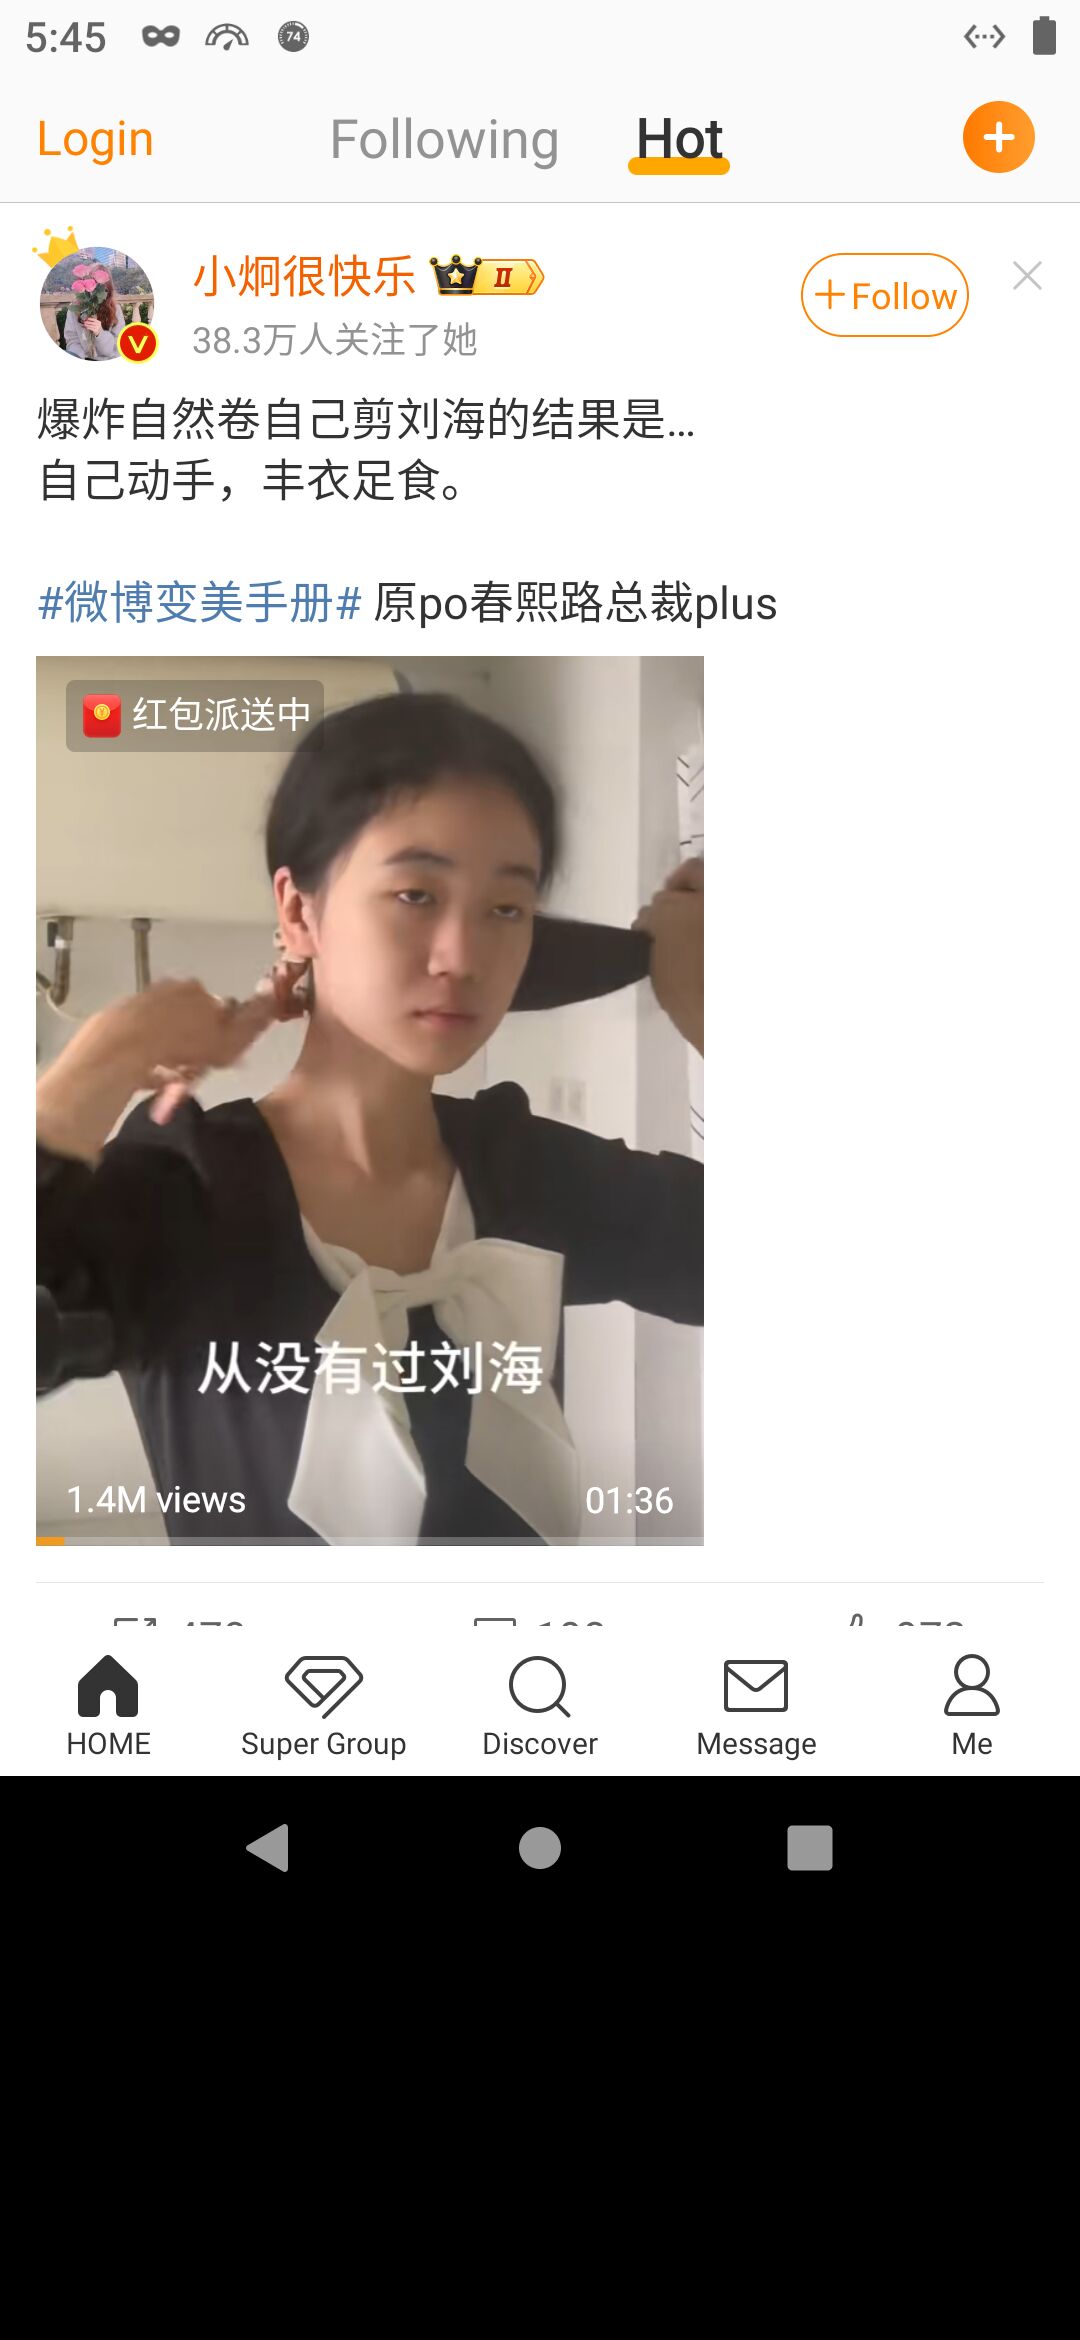 5:45
74
Login
Following
Hot
小炯很快乐
II
+Follow
38.3万人关注了她
爆炸自然卷自己剪刘海的结果是...
自己动手，丰衣足食。
#微博变美手册# 原po春熙路总裁plus
红包派送中
从没有过刘海
1.4M views
01:36
HOME
Super Group
Discover
Message
Me